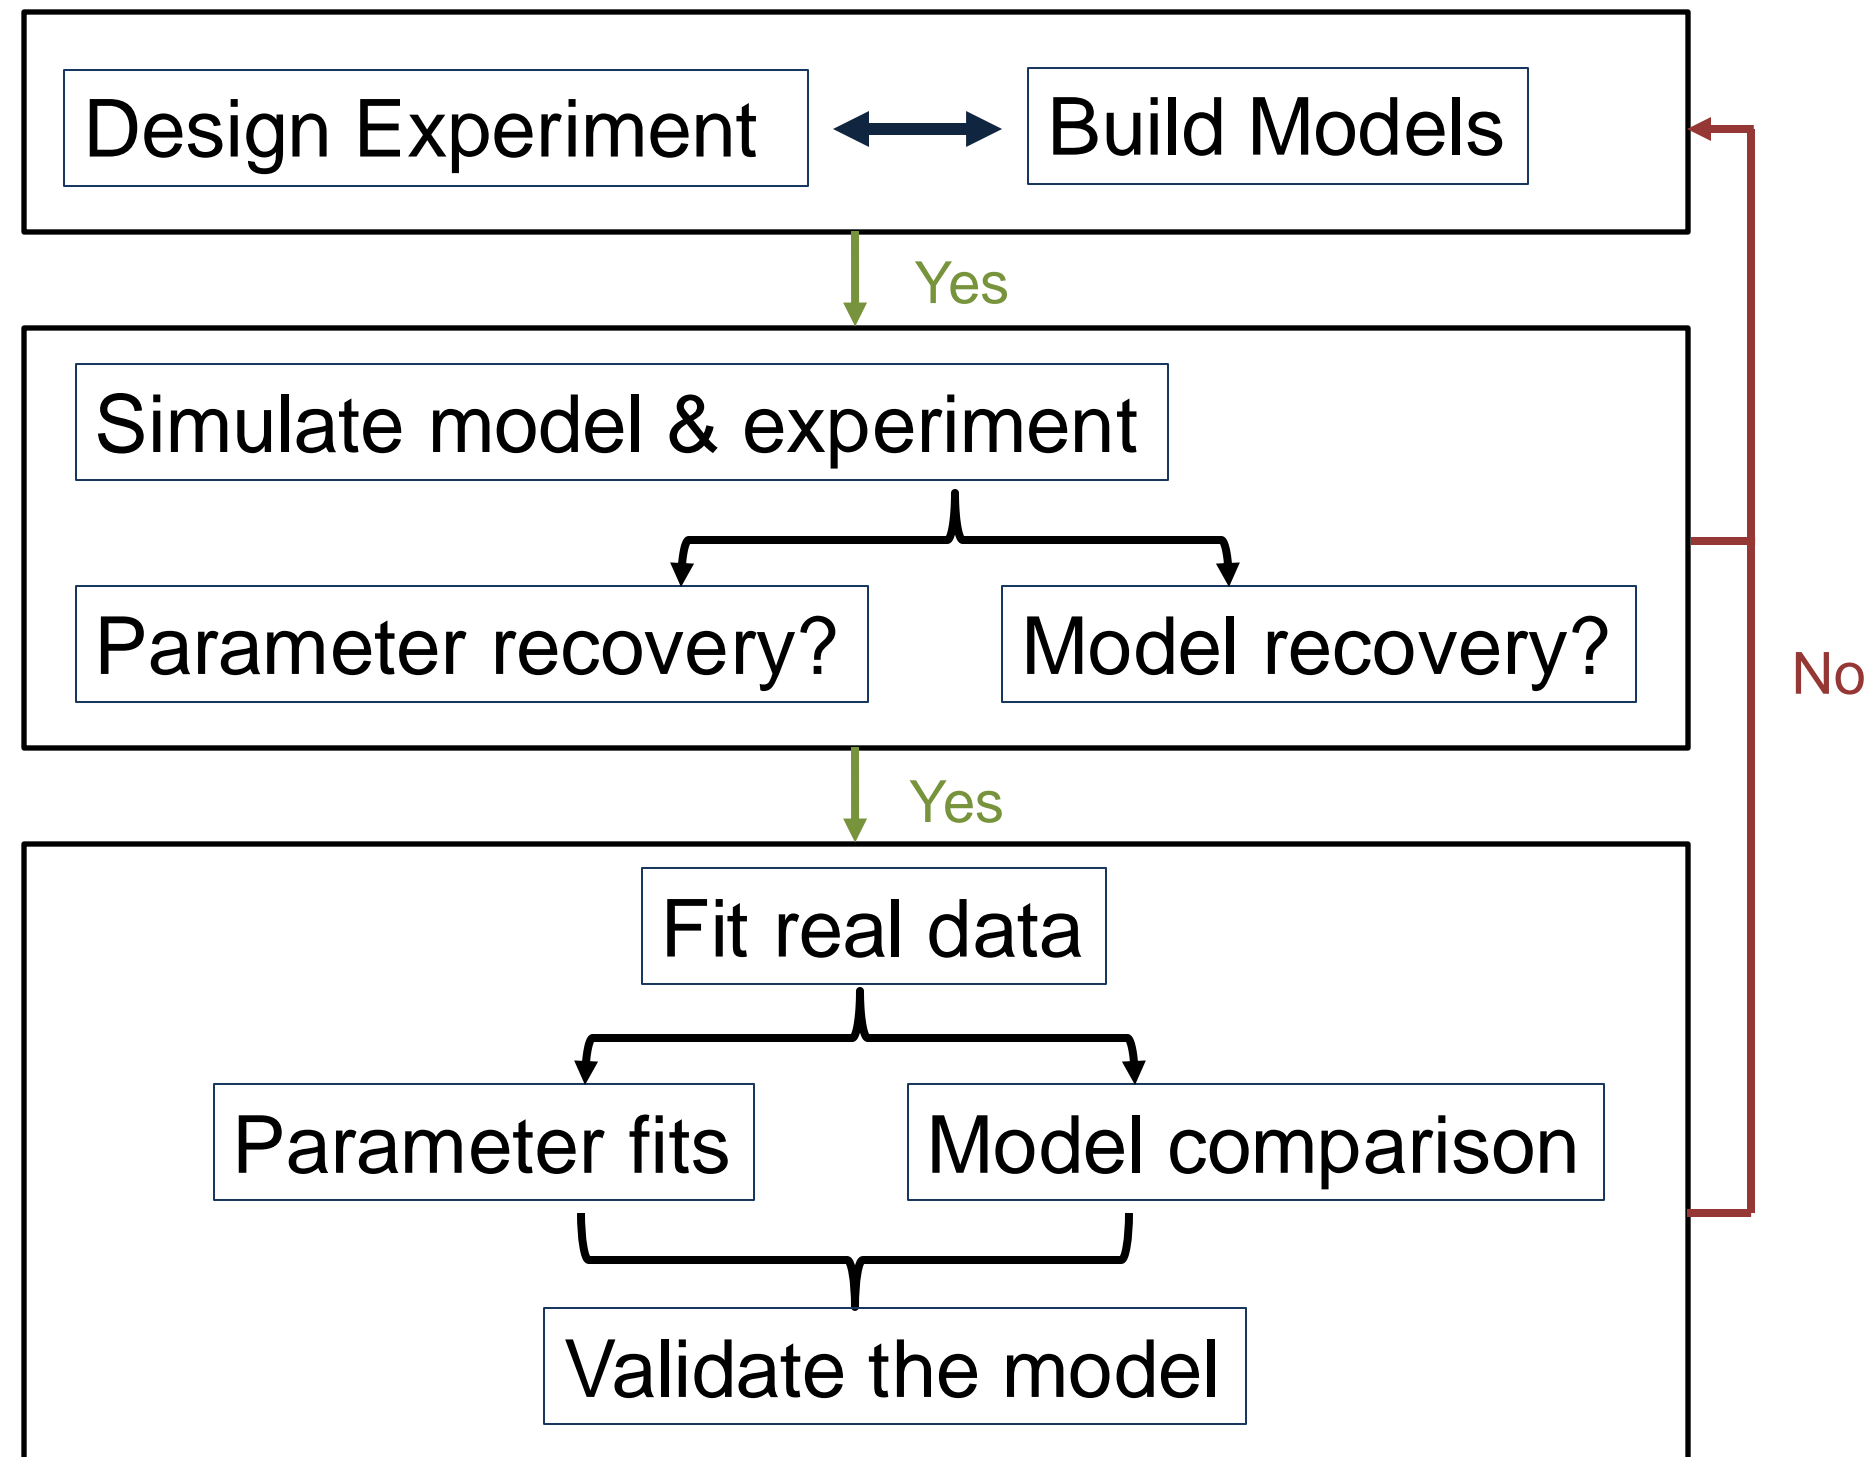 Design Experiment
Build Models
Yes
Simulate model & experiment
Parameter recovery?
Model recovery?
No
Yes
Fit real data
Parameter fits
Model comparison
Validate the model